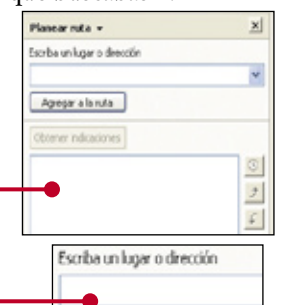 Planear ruta
Escriba un lugar o dirección
Agregar a la ruta
Obtener indicaciones
Escriba un lugar o dirección